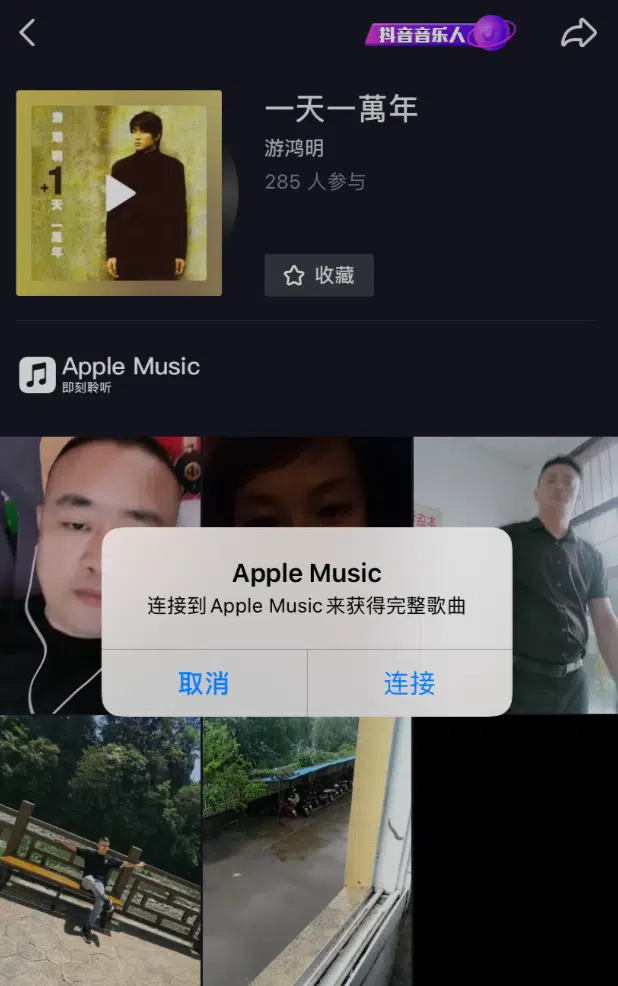 抖音音乐人
一天一萬年
游鸿明
285 人参与
游
鴻
明
+1
天
一
萬
年
收藏
Apple Music
即刻聆听
Apple Music
连接到 Apple Music 来获得完整歌曲
取消
连接